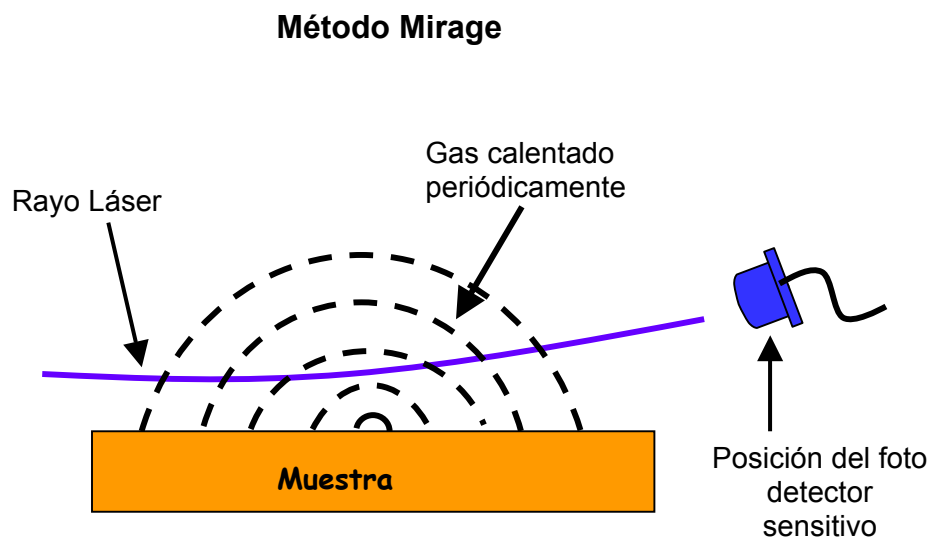 Método Mirage
Gas calentado
periódicamente
Rayo Láser
Muestra
Posición del foto
detector
sensitivo